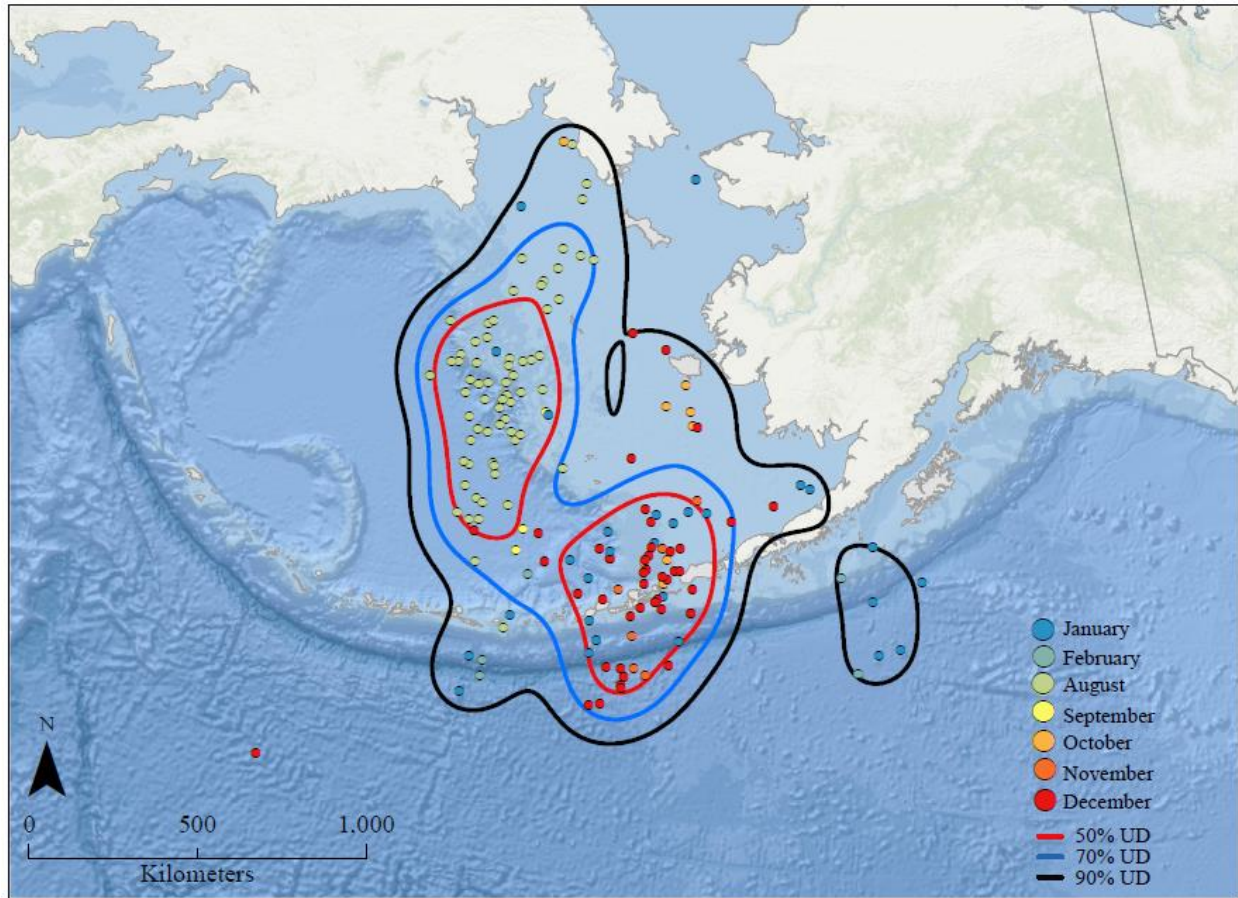 January
February
August
September
October
November
December
50% UD
70% UD
90% UD
N
0 500 1,000
Kilometers